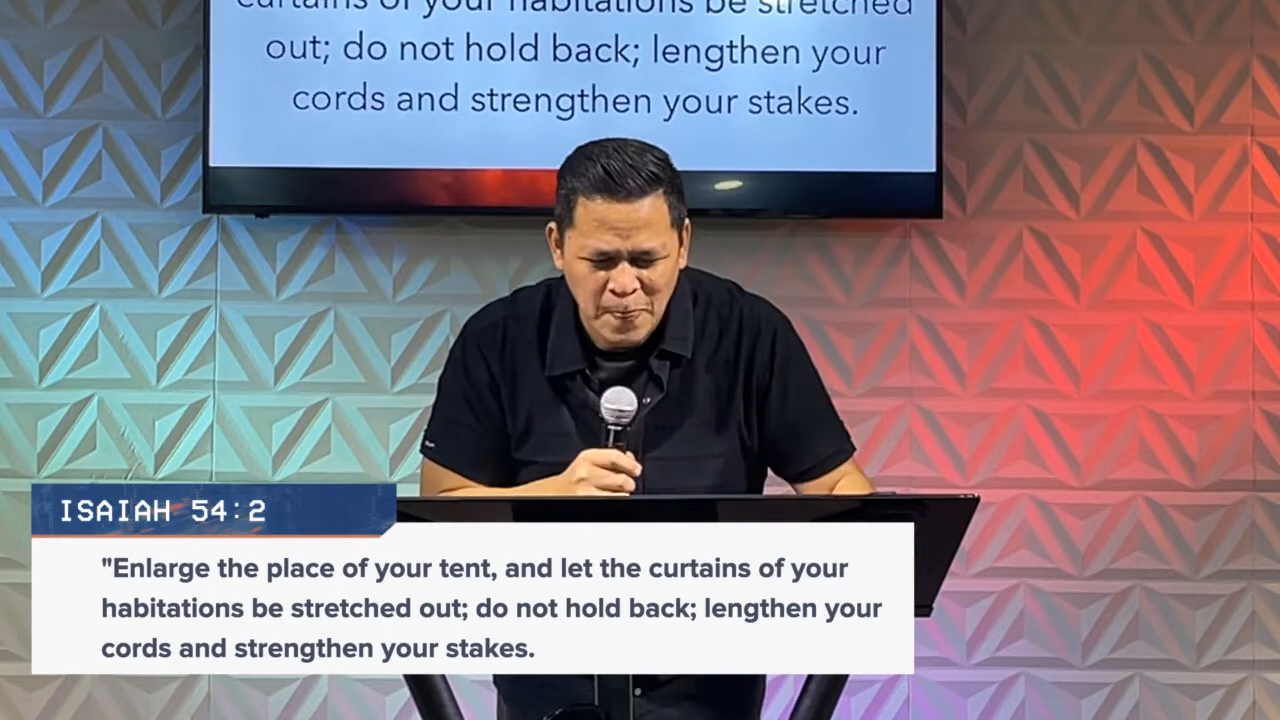 curtains of your habitations be stretched
out; do not hold back; lengthen your
cords and strengthen your stakes.
ISAIAH 54:2
"Enlarge the place of your tent, and let the curtains of your
habitations be stretched out; do not hold back; lengthen your
cords and strengthen your stakes.